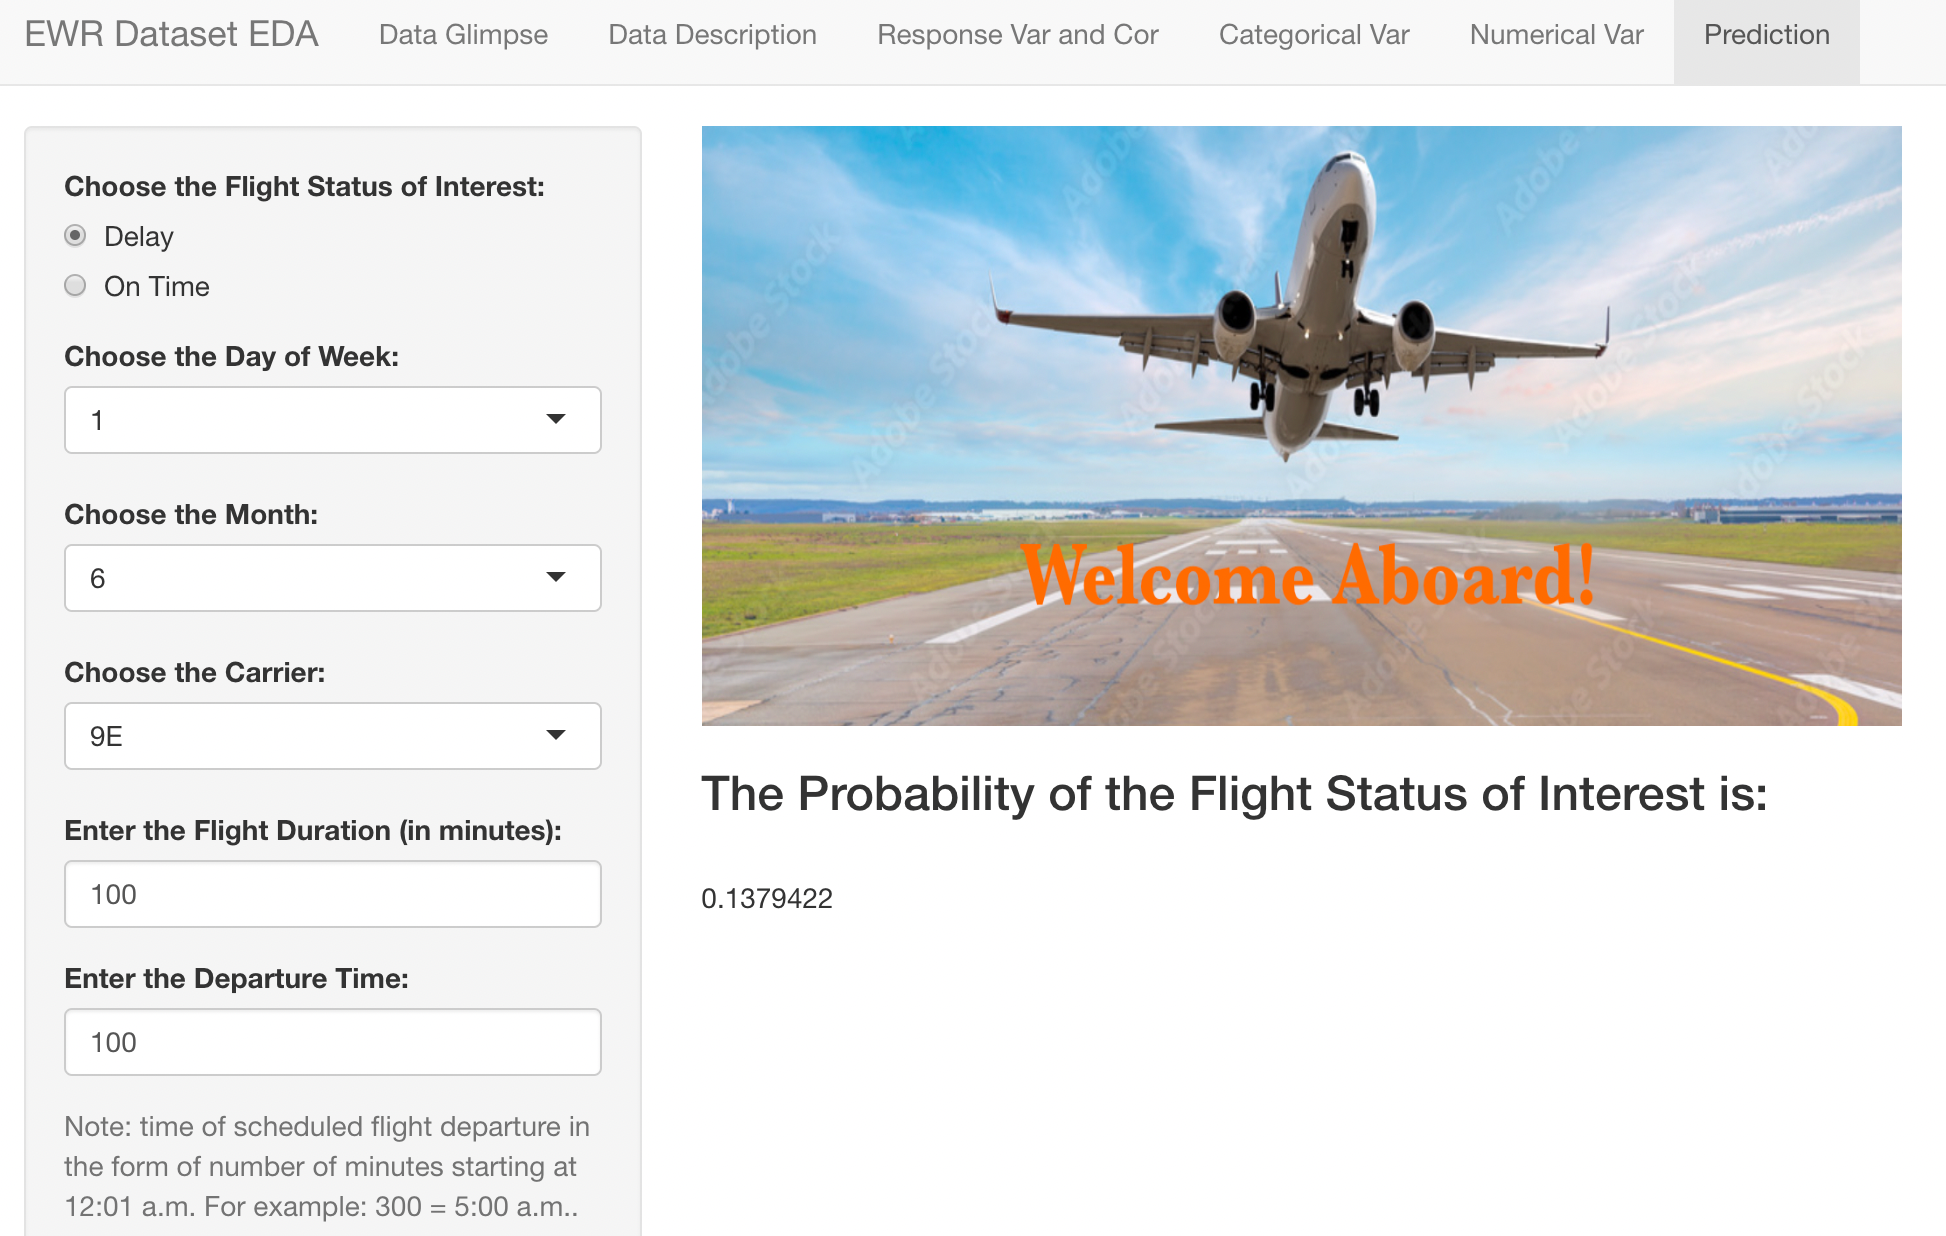 EWR Dataset EDA Data Glimpse Data Description Response Var and Cor Categorical Var Numerical Var Prediction
Choose the Flight Status of Interest:
Delay
On Time
Choose the Day of Week:
1
Choose the Month:
6
Choose the Carrier:
9E
Enter the Flight Duration (in minutes):
100
Enter the Departure Time:
100
Note: time of scheduled flight departure in
the form of number of minutes starting at
12:01 a.m. For example: 300 = 5:00 a.m..
Adobe Stock
Welcome Aboard!
The Probability of the Flight Status of Interest is:
0.1379422